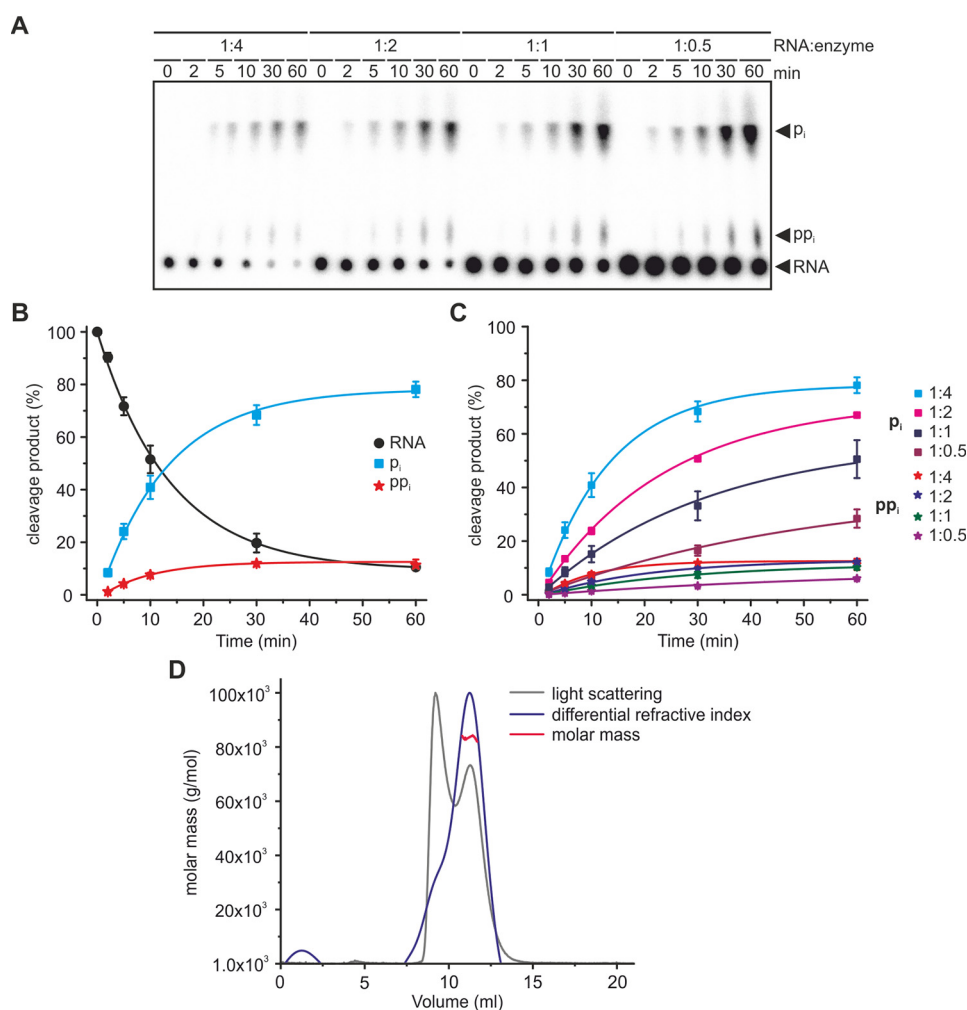 A
1:4 1:2 1:1 1:0.5 RNA:enzyme
0 2 5 10 30 60 0 2 5 10 30 60 0 2 5 10 30 60 0 2 5 10 30 60 min
pi
ppi
RNA
B
cleavage product (%)
100
80
60
40
20
0
RNA
pi
ppi
0 10 20 30 40 50 60
Time (min)
C
cleavage product (%)
100
80
60
40
20
0
0 10 20 30 40 50 60
Time (min)
pi
1:4
1:2
1:1
1:0.5
ppi
1:4
1:2
1:1
1:0.5
D
molar mass (g/mol)
100x10³
80x10³
60x10³
40x10³
20x10³
1.0x10³
light scattering
differential refractive index
molar mass
0 5 10 15 20
Volume (ml)